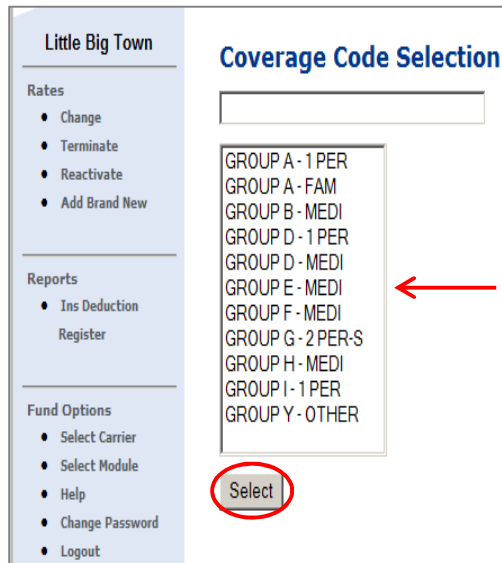 Little Big Town
Rates
Change
Terminate
Reactivate
Add Brand New
Reports
Ins Deduction
Register
Fund Options
Select Carrier
Select Module
Help
Change Password
Logout
Coverage Code Selection
GROUP A - 1 PER
GROUP A - FAM
GROUP B - MEDI
GROUP D - 1 PER
GROUP D - MEDI
GROUP E - MEDI
GROUP F - MEDI
GROUP G - 2 PER-S
GROUP H - MEDI
GROUP I - 1 PER
GROUP Y - OTHER
Select